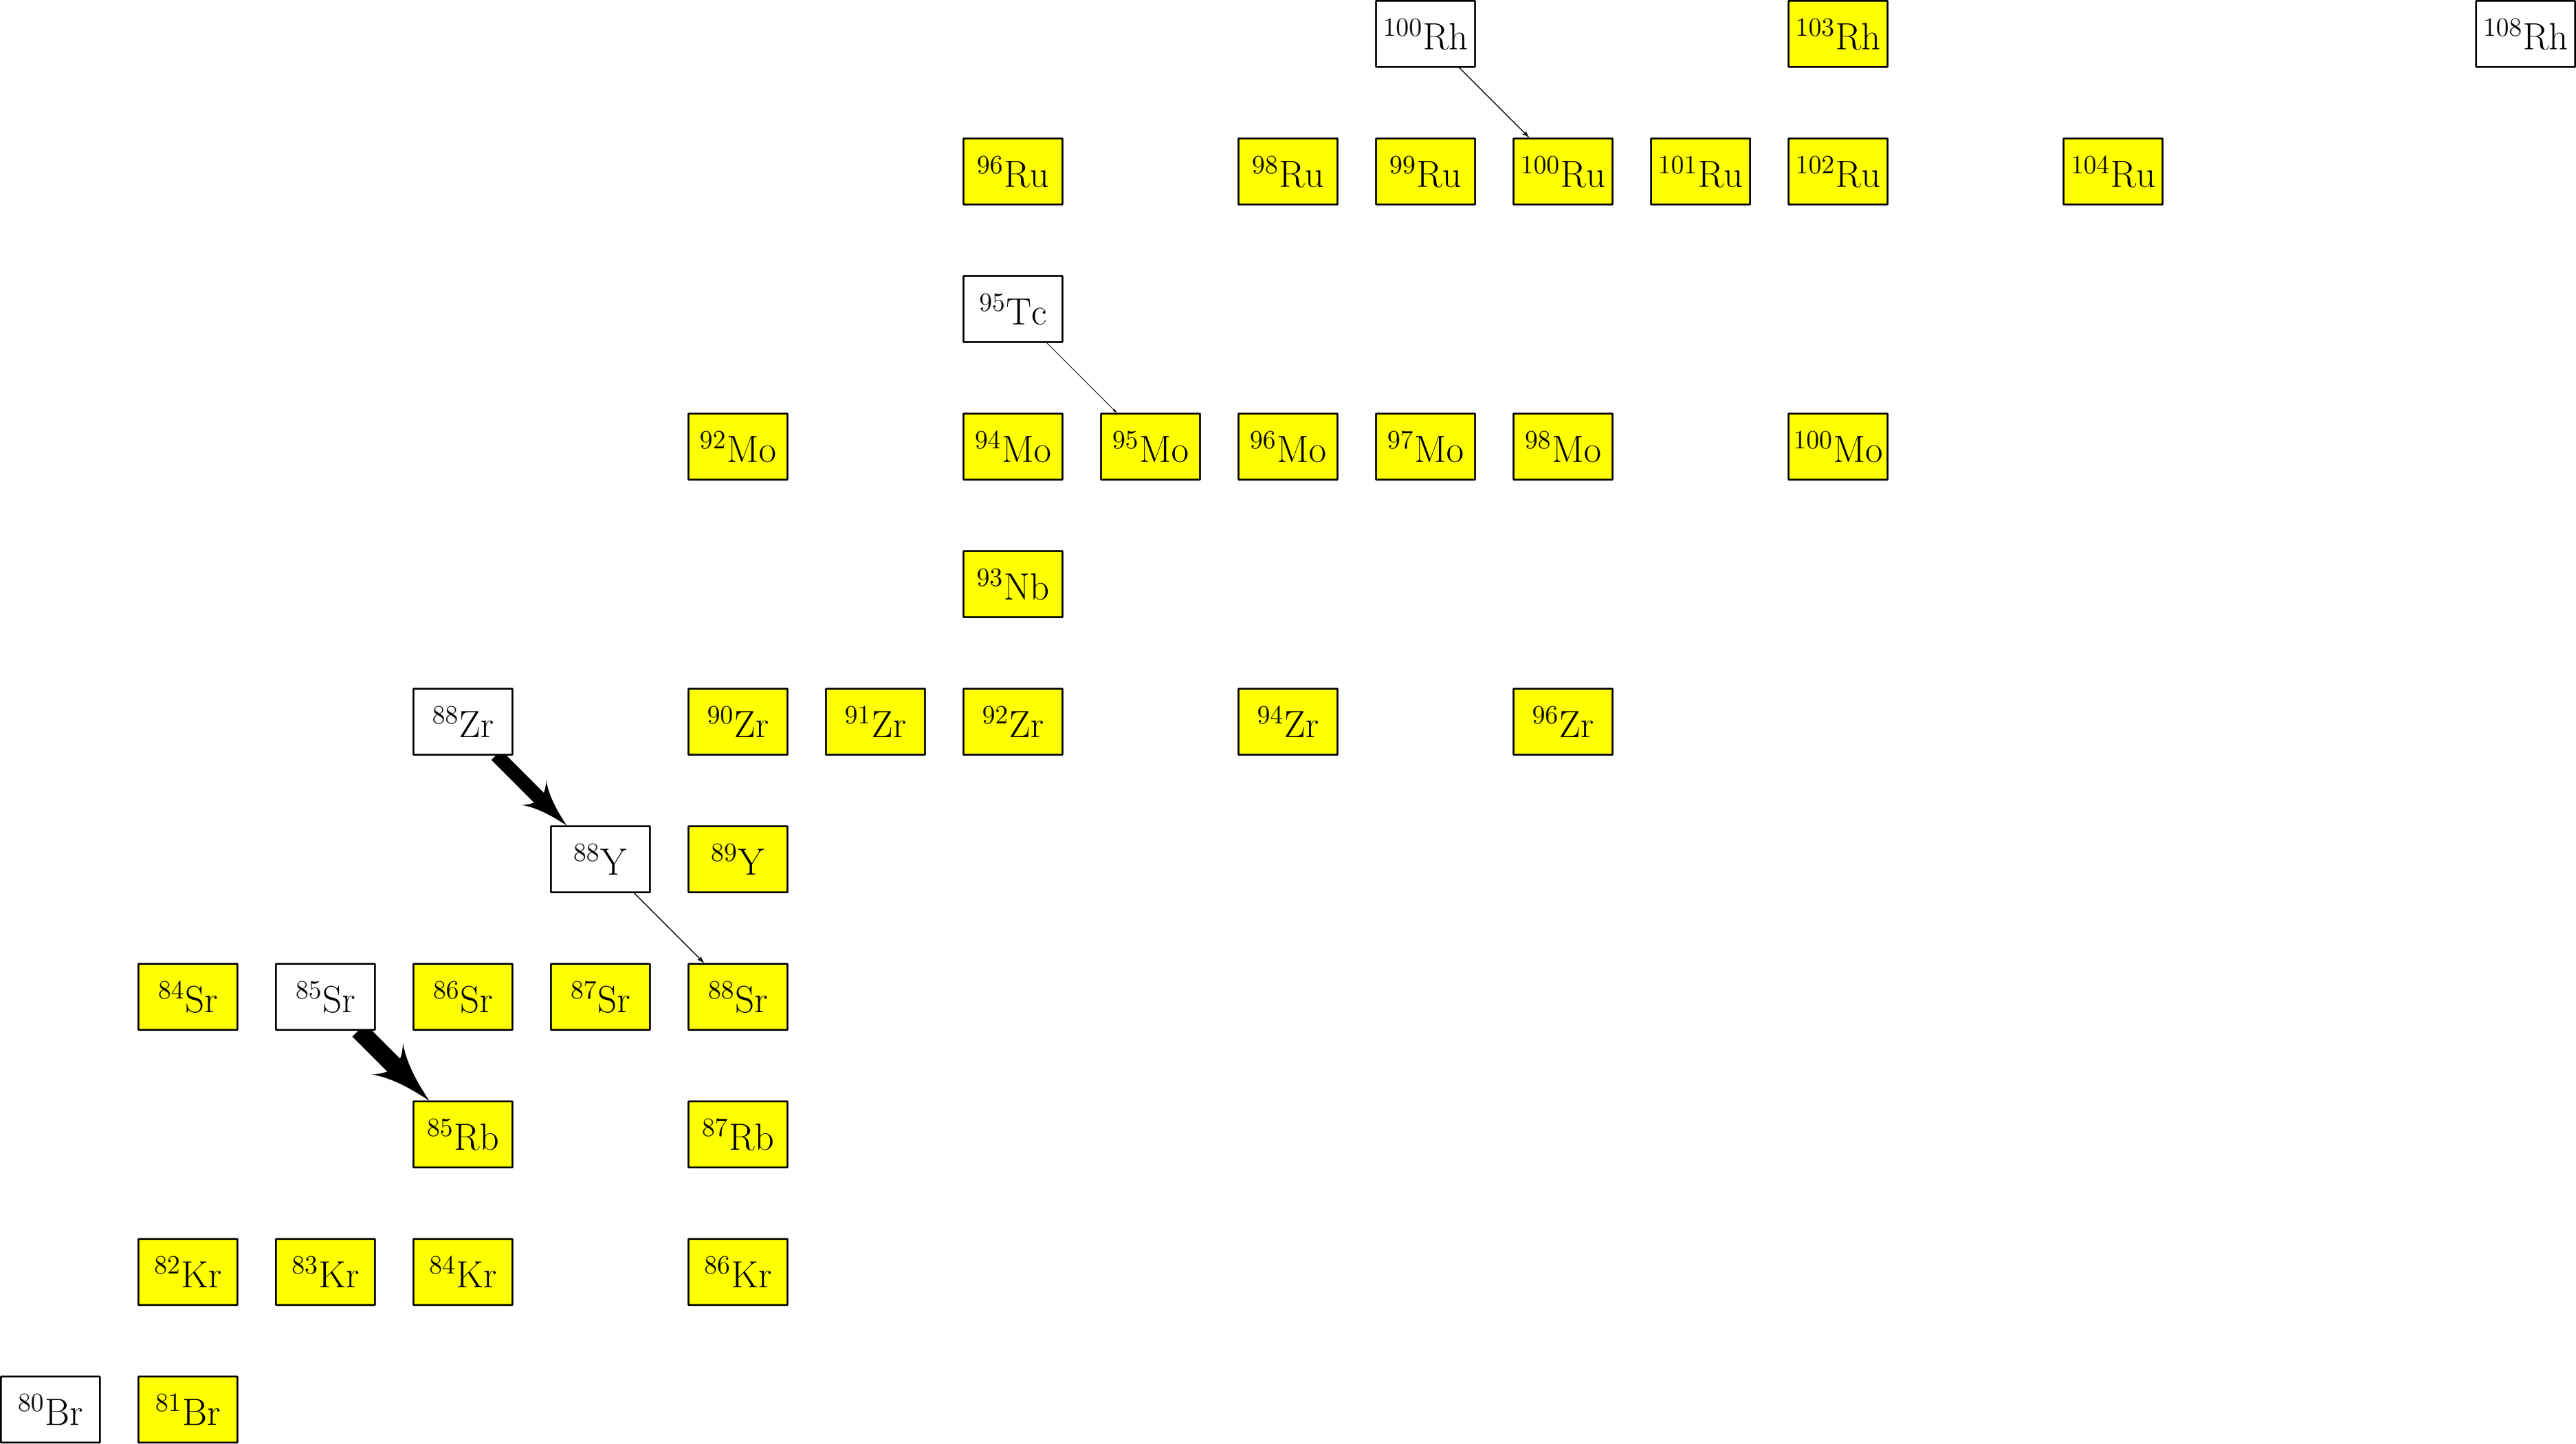 ¹⁰⁰Rh ¹⁰³Rh ¹⁰⁸Rh
⁹⁶Ru ⁹⁸Ru ⁹⁹Ru ¹⁰⁰Ru ¹⁰¹Ru ¹⁰²Ru ¹⁰⁴Ru
⁹⁵Tc
⁹²Mo ⁹⁴Mo ⁹⁵Mo ⁹⁶Mo ⁹⁷Mo ⁹⁸Mo ¹⁰⁰Mo
⁹³Nb
⁸⁸Zr ⁹⁰Zr ⁹¹Zr ⁹²Zr ⁹⁴Zr ⁹⁶Zr
⁸⁸Y ⁸⁹Y
⁸⁴Sr ⁸⁵Sr ⁸⁶Sr ⁸⁷Sr ⁸⁸Sr
⁸⁵Rb ⁸⁷Rb
⁸²Kr ⁸³Kr ⁸⁴Kr ⁸⁶Kr
⁸⁰Br ⁸¹Br